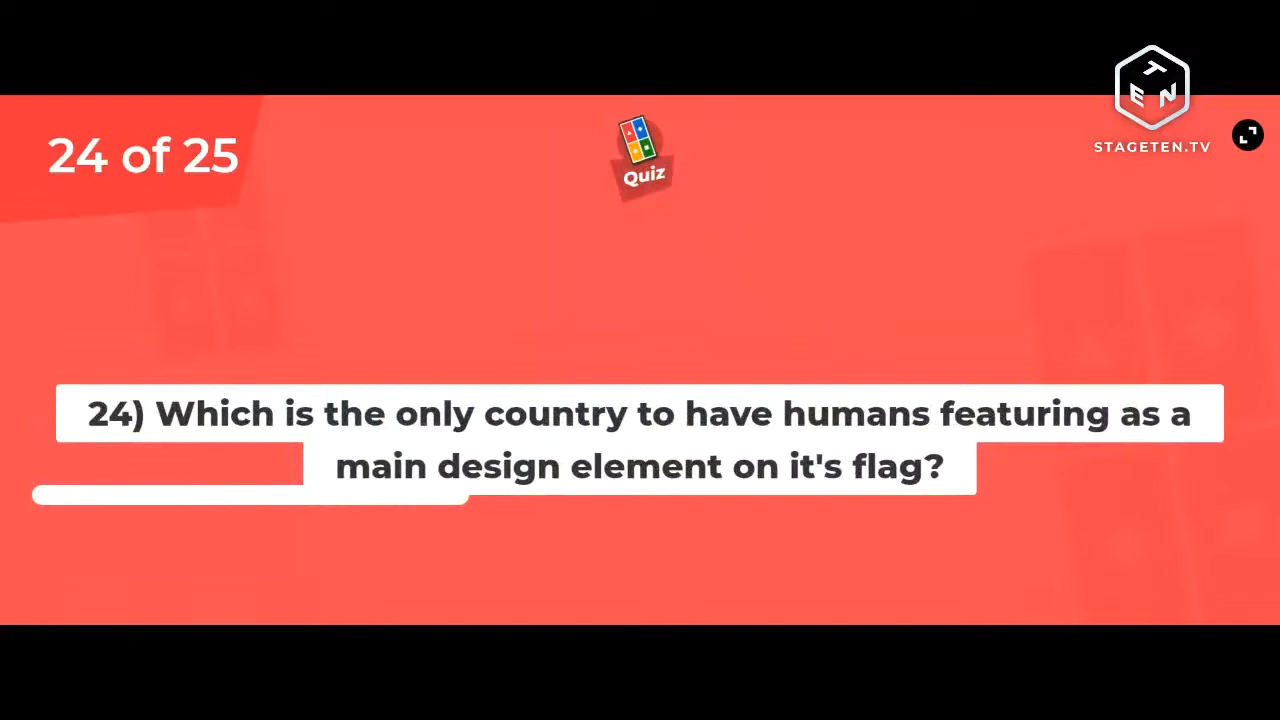 TEN
STAGETEN.TV
24 of 25
Quiz
24) Which is the only country to have humans featuring as a
main design element on it's flag?